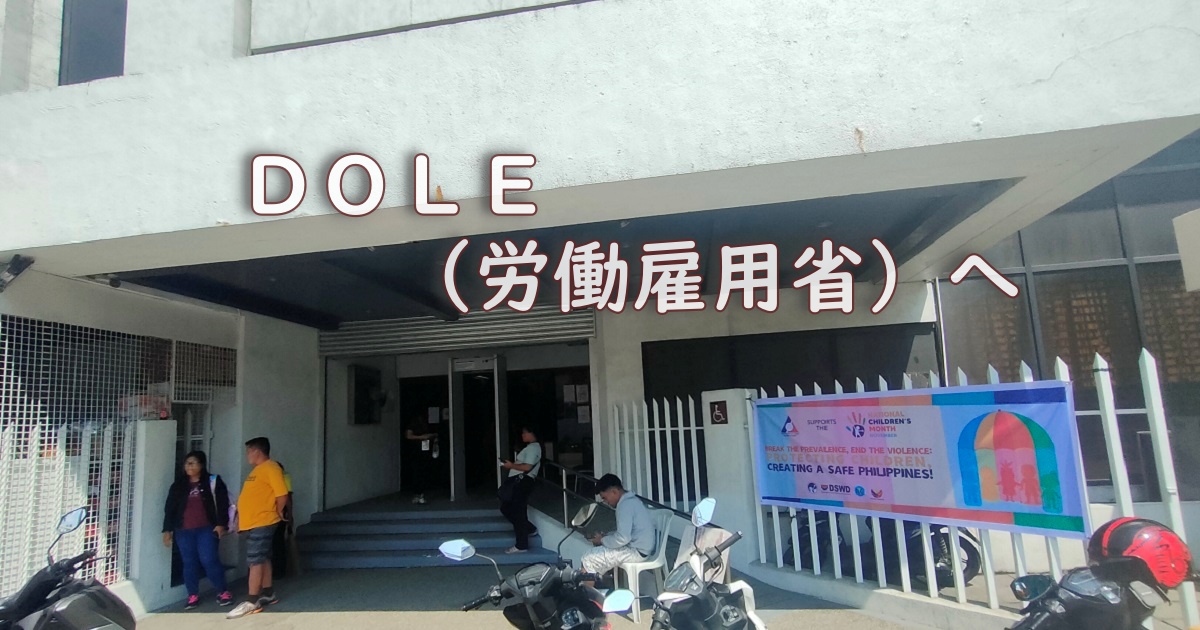 DOLE
（労働雇用省）へ
SUPPORTS
THE
NATIONAL
CHILDREN'S
MONTH
BREAK THE PREVALENCE, END THE VIOLENCE:
PROTECTING CHILDREN,
CREATING A SAFE PHILIPPINES!
DSWD